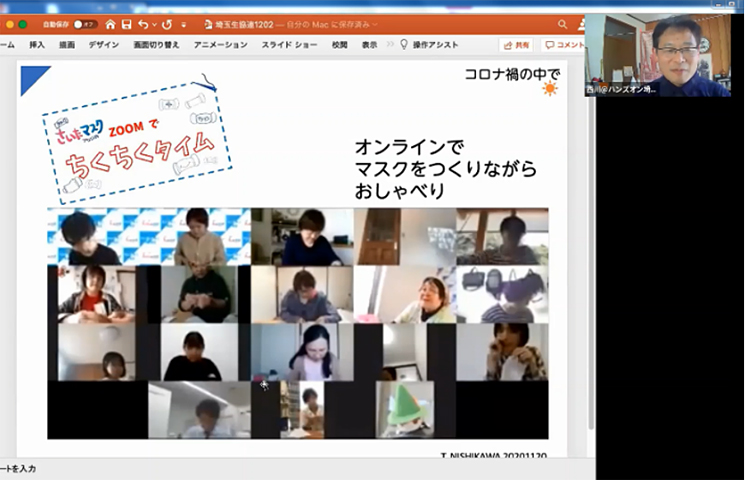 自動保存 オフ
埼玉生協連1202 — 自分の Mac に保存済み
ーム 挿入 描画 デザイン 画面切り替え アニメーション スライド ショー 校閲 表示 >> 操作アシスト 共有 コメント
西川@ハンズオン埼...
コロナ禍の中で
さいたマスク
ZOOM で
ちくちくタイム
オンラインで
マスクをつくりながら
おしゃべり
T. NISHIKAWA 20201120
ートを入力